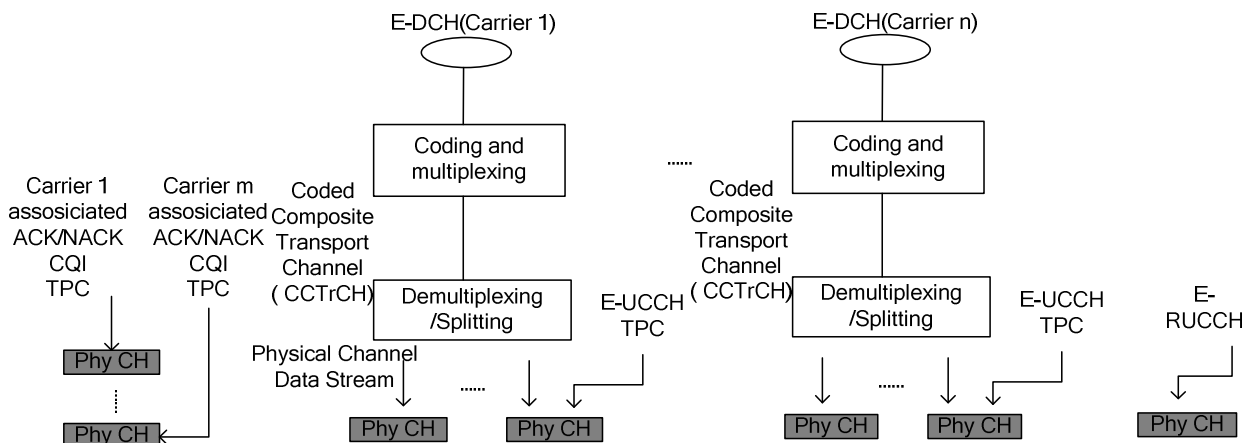 E-DCH(Carrier 1)
E-DCH(Carrier n)
Coding and
multiplexing
......
Coding and
multiplexing
Carrier 1
assosiciated
ACK/NACK
CQI
TPC
Carrier m
assosiciated
ACK/NACK
CQI
TPC
Coded
Composite
Transport
Channel
( CCTrCH)
Coded
Composite
Transport
Channel
( CCTrCH)
Demultiplexing
/Splitting
E-UCCH
TPC
Demultiplexing
/Splitting
E-UCCH
TPC
E-
RUCCH
Physical Channel
Data Stream
......
......
Phy CH
......
Phy CH
Phy CH
Phy CH
Phy CH
Phy CH
Phy CH